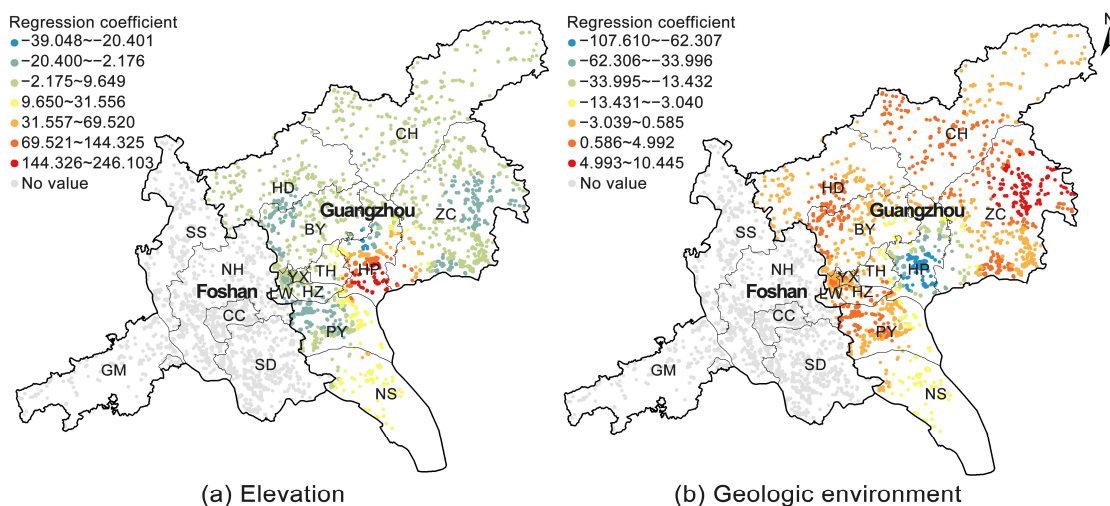 Regression coefficient
−39.048~−20.401
−20.400~−2.176
−2.175~9.649
9.650~31.556
31.557~69.520
69.521~144.325
144.326~246.103
No value
CH
HD
Guangzhou
ZC
BY
SS
NH
YX
TH
HP
Foshan
LW
HZ
CC
PY
SD
GM
NS
(a) Elevation
Regression coefficient
−107.610~−62.307
−62.306~−33.996
−33.995~−13.432
−13.431~−3.040
−3.039~0.585
0.586~4.992
4.993~10.445
No value
N
CH
HD
Guangzhou
ZC
BY
SS
NH
YX
TH
HP
Foshan
LW
HZ
CC
PY
SD
GM
NS
(b) Geologic environment